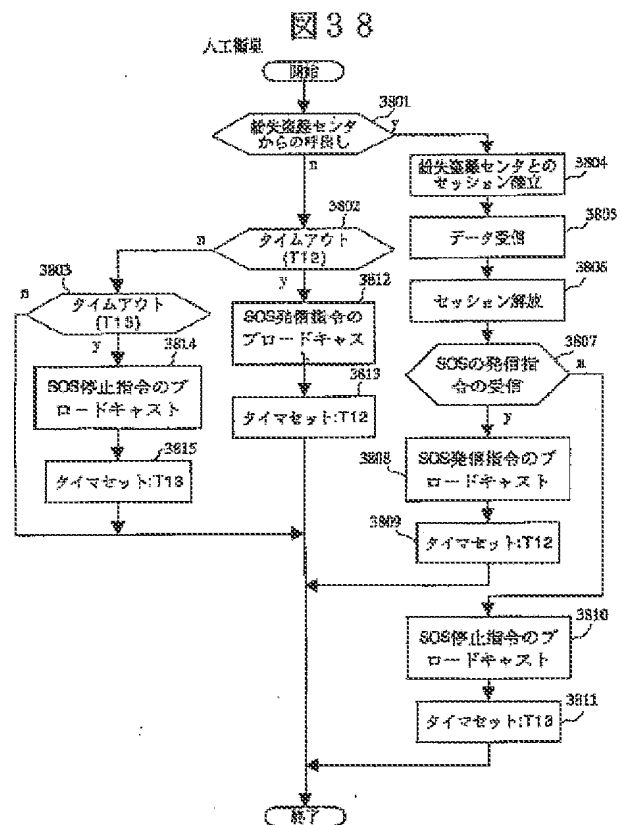 図38
人工衛星
開始
3801
紛失盗難センタ
からの呼出し
y
n
紛失盗難センタとの
セッション確立
3804
3802
タイムアウト
(T12)
n
y
データ受信
3805
3803
タイムアウト
(T13)
n
y
3812
SOS発信指令の
ブロードキャス
セッション解放
3806
3814
SOS停止指令のブ
ロードキャスト
3807
SOSの発信指
令の受信
n
y
3813
タイマセット:T12
3815
タイマセット:T13
3808
SOS発信指令のブ
ロードキャスト
3809
タイマセット:T12
3810
SOS停止指令のブ
ロードキャスト
タイマセット:T13
3811
終了